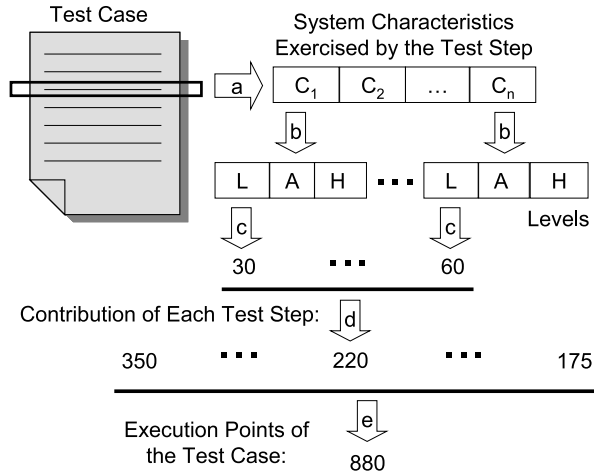 Test Case
System Characteristics
Exercised by the Test Step
a
C1 C2 ... Cn
b b
L A H ... L A H
Levels
c c
30 ... 60
Contribution of Each Test Step: d
350 ... 220 ... 175
e
Execution Points of
the Test Case: 880